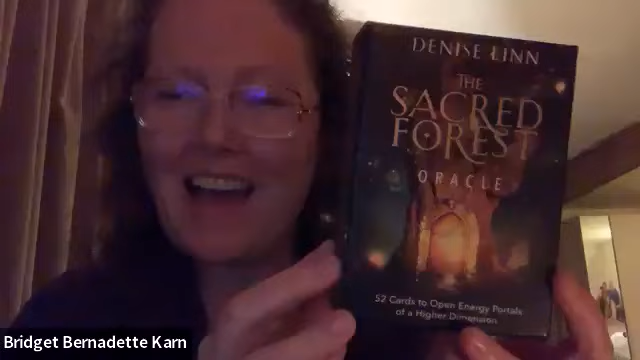 DENISE LINN
THE
SACRED
FOREST
ORACLE
52 Cards to Open Energy Portals
of a Higher Dimension
Bridget Bernadette Karn